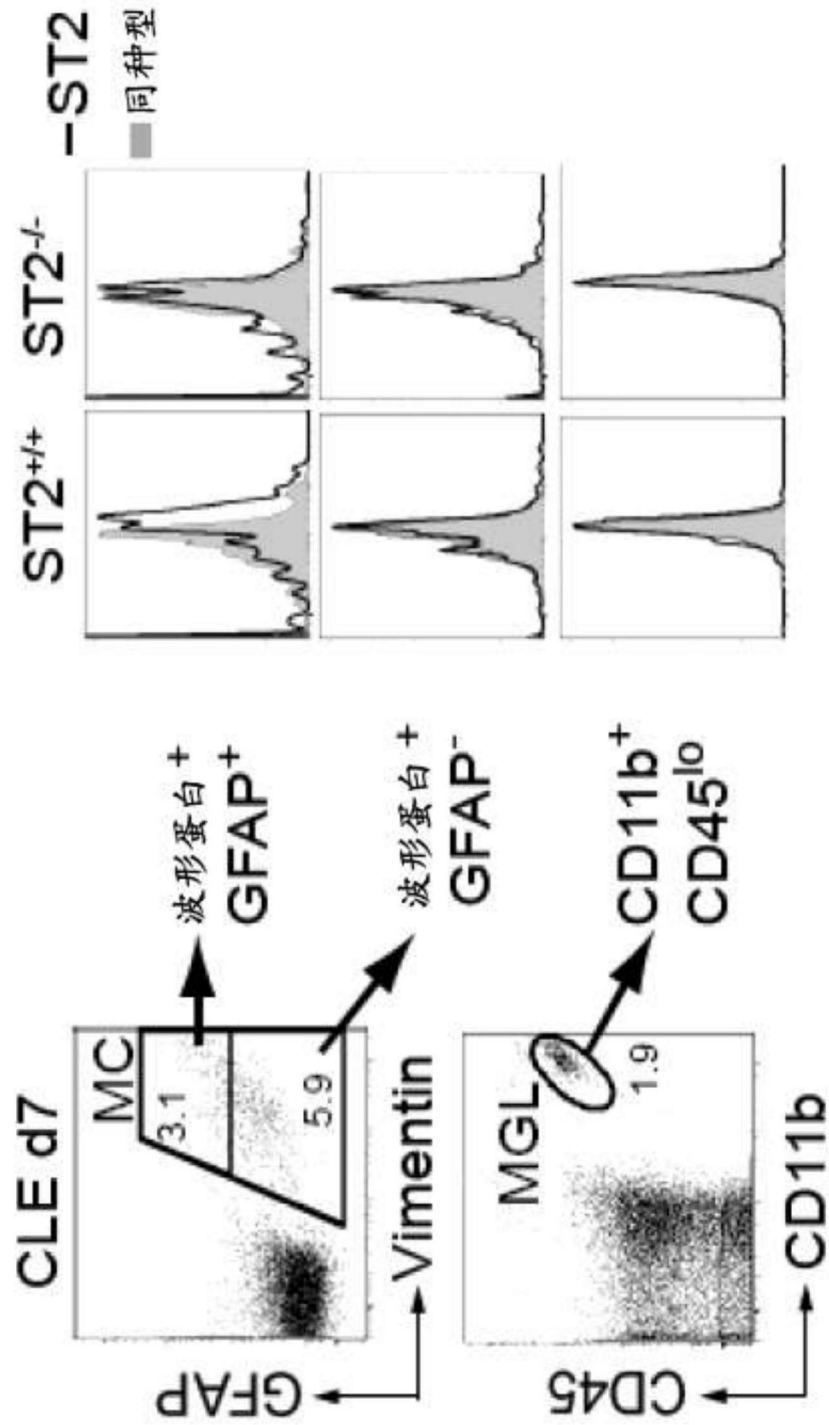 CLE d7
MC
3.1
5.9
GFAP
Vimentin
波形蛋白+
GFAP+
波形蛋白+
GFAP-
MGL
1.9
CD45
CD11b
CD11b+
CD45lo
ST2+/+
ST2-/-
–ST2
同种型